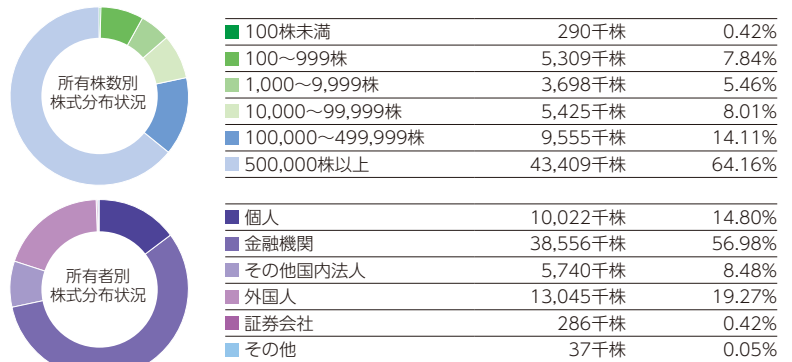 所有株数別
株式分布状況
100株未満 290千株 0.42%
100～999株 5,309千株 7.84%
1,000～9,999株 3,698千株 5.46%
10,000～99,999株 5,425千株 8.01%
100,000～499,999株 9,555千株 14.11%
500,000株以上 43,409千株 64.16%
所有者別
株式分布状況
個人 10,022千株 14.80%
金融機関 38,556千株 56.98%
その他国内法人 5,740千株 8.48%
外国人 13,045千株 19.27%
証券会社 286千株 0.42%
その他 37千株 0.05%